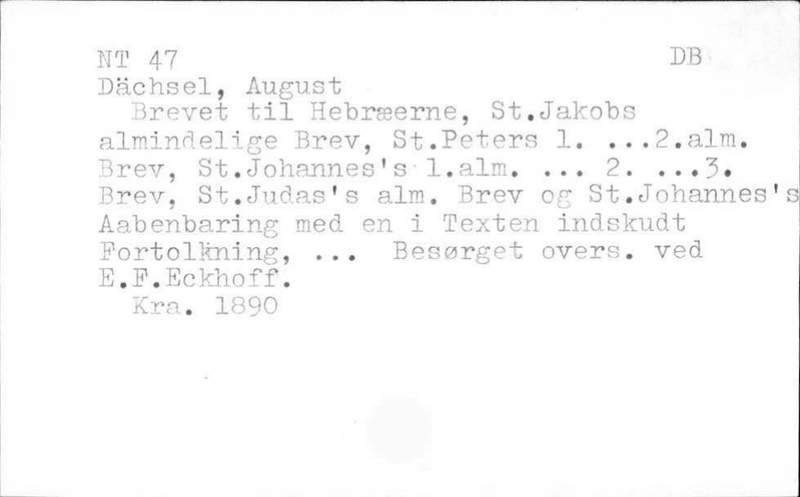 NT 47 DB
Dächsel, August
Brevet til Hebræerne, St.Jakobs
almindelige Brev, St.Peters 1. ...2.alm.
Brev, St.Johannes's 1.alm. ... 2. ...3.
Brev, St.Judas's alm. Brev og St.Johannes's
Aabenbaring med en i Texten indskudt
Fortolkning, ... Besørget overs. ved
E.F.Eckhoff.
Kra. 1890